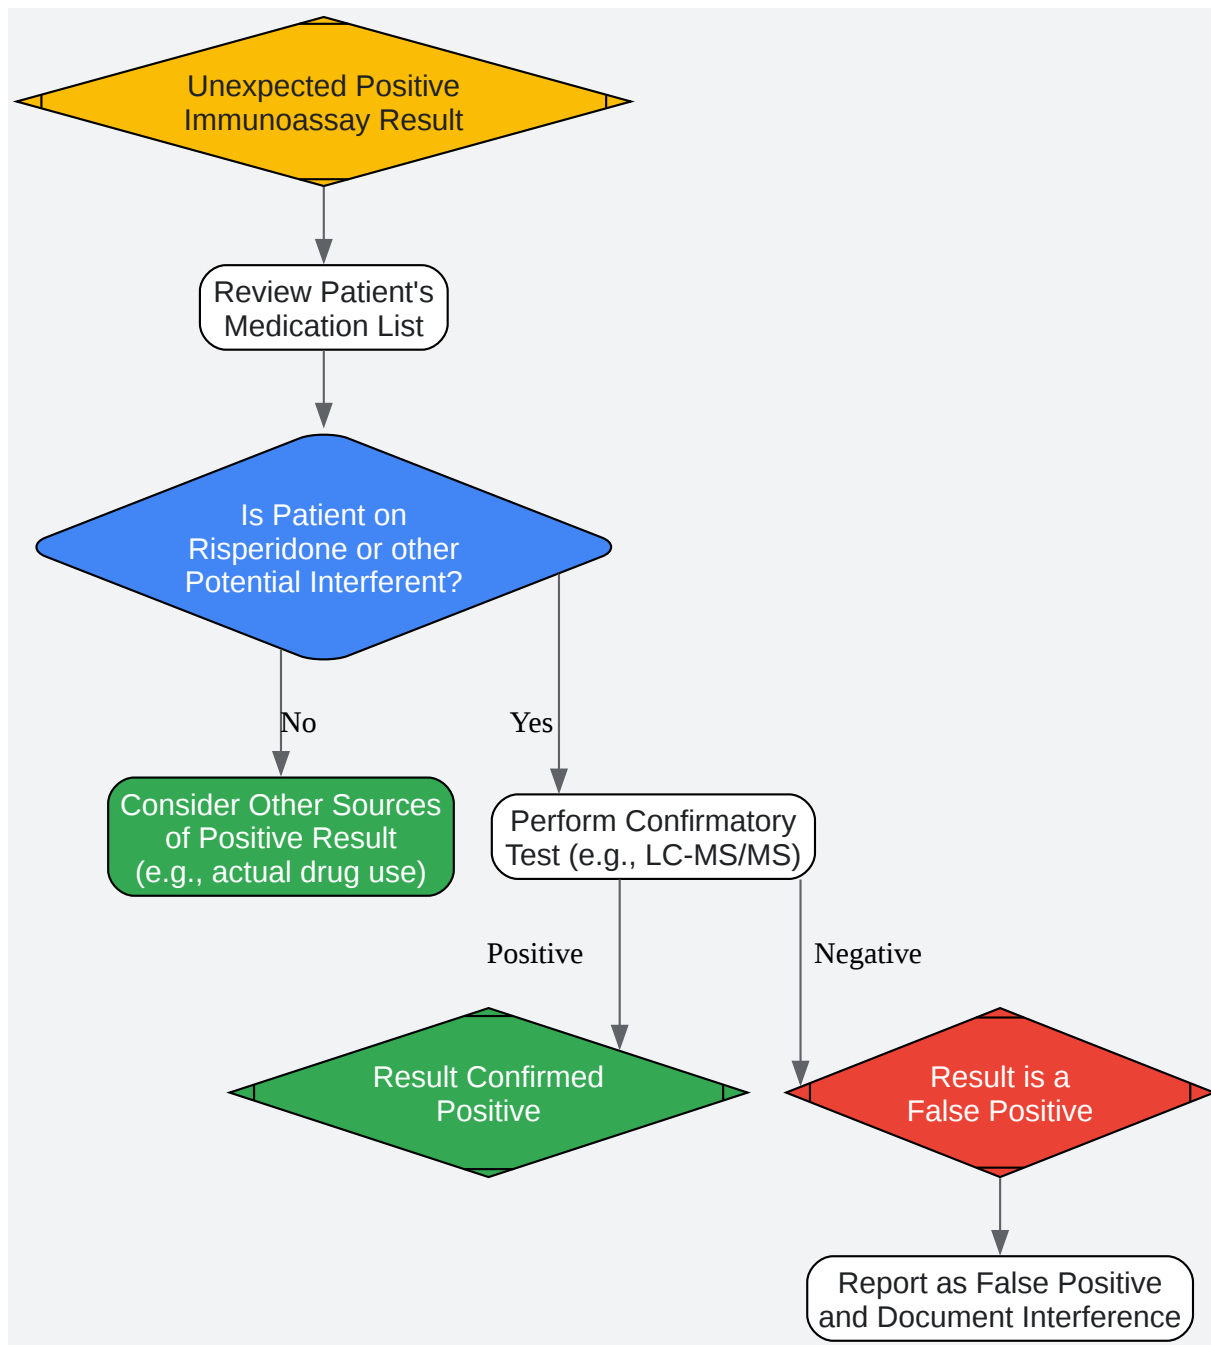 Unexpected Positive
Immunoassay Result
Review Patient's
Medication List
Is Patient on
Risperidone or other
Potential Interferent?
No
Yes
Consider Other Sources
of Positive Result
(e.g., actual drug use)
Perform Confirmatory
Test (e.g., LC-MS/MS)
Positive
Negative
Result Confirmed
Positive
Result is a
False Positive
Report as False Positive
and Document Interference